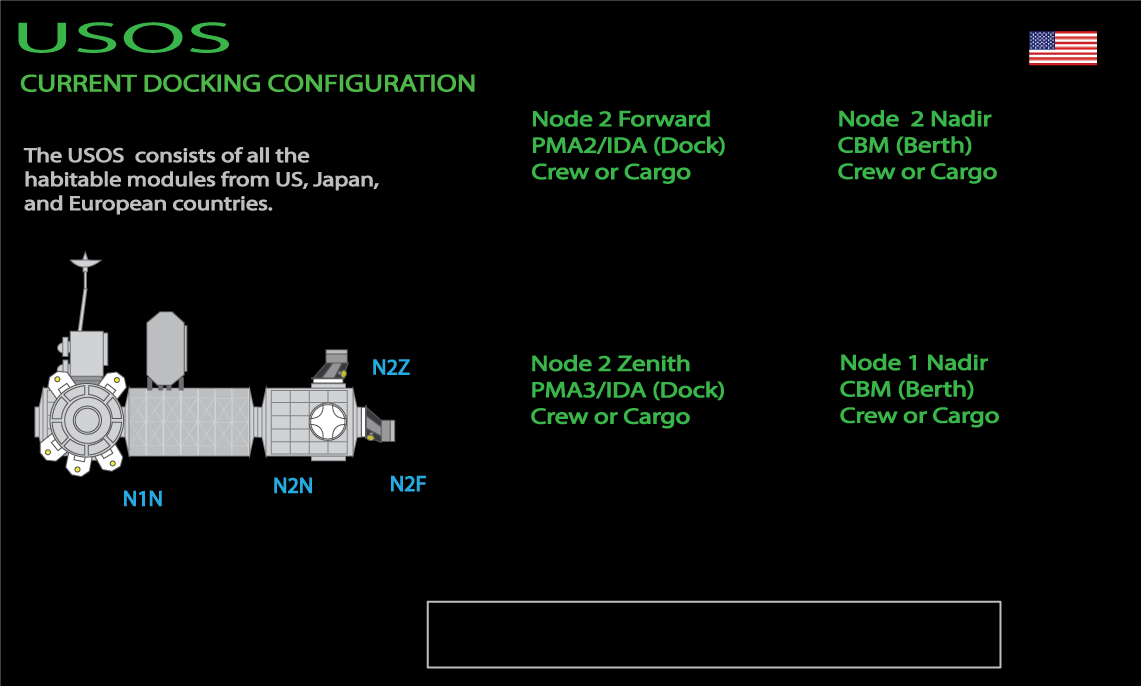 USOS
CURRENT DOCKING CONFIGURATION
The USOS  consists of all the
habitable modules from US, Japan,
and European countries.
Node 2 Forward
PMA2/IDA (Dock)
Crew or Cargo
Node  2 Nadir
CBM (Berth)
Crew or Cargo
Node 2 Zenith
PMA3/IDA (Dock)
Crew or Cargo
Node 1 Nadir
CBM (Berth)
Crew or Cargo
N2Z
N2F
N2N
N1N